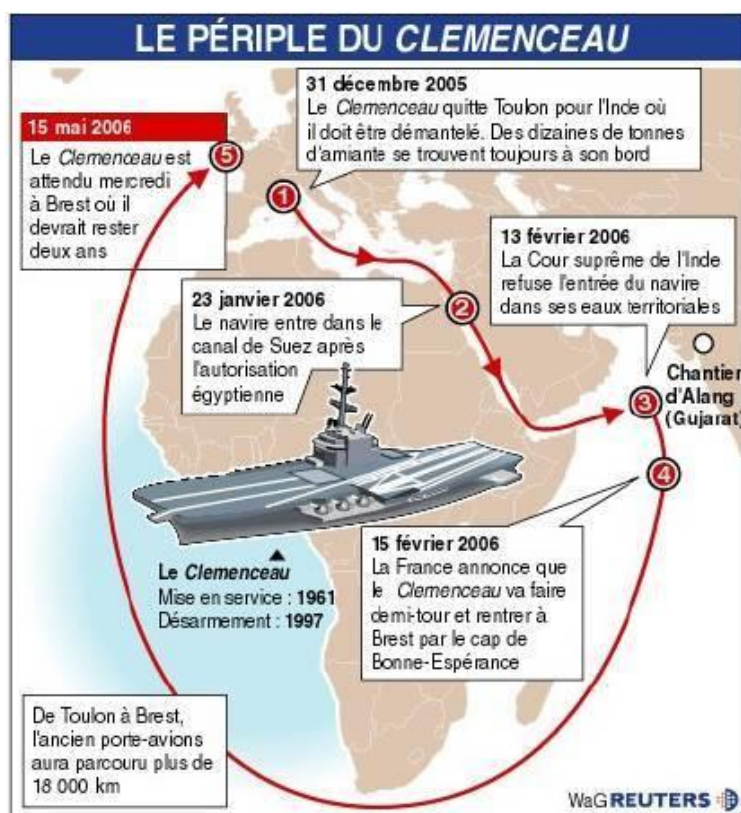 LE PÉRIPLE DU CLEMENCEAU
31 décembre 2005
Le Clemenceau quitte Toulon pour l'Inde où
il doit être démantelé. Des dizaines de tonnes
d'amiante se trouvent toujours à son bord
15 mai 2006
Le Clemenceau est
attendu mercredi
à Brest où il
devrait rester
deux ans
5
1
13 février 2006
La Cour suprême de l'Inde
refuse l'entrée du navire
dans ses eaux territoriales
23 janvier 2006
Le navire entre dans le
canal de Suez après
l'autorisation
égyptienne
2
Chantier
d'Alang
(Gujarat)
3
4
15 février 2006
La France annonce que
le Clemenceau va faire
demi-tour et rentrer à
Brest par le cap de
Bonne-Espérance
Le Clemenceau
Mise en service : 1961
Désarmement : 1997
De Toulon à Brest,
l'ancien porte-avions
aura parcouru plus de
18 000 km
WaG REUTERS